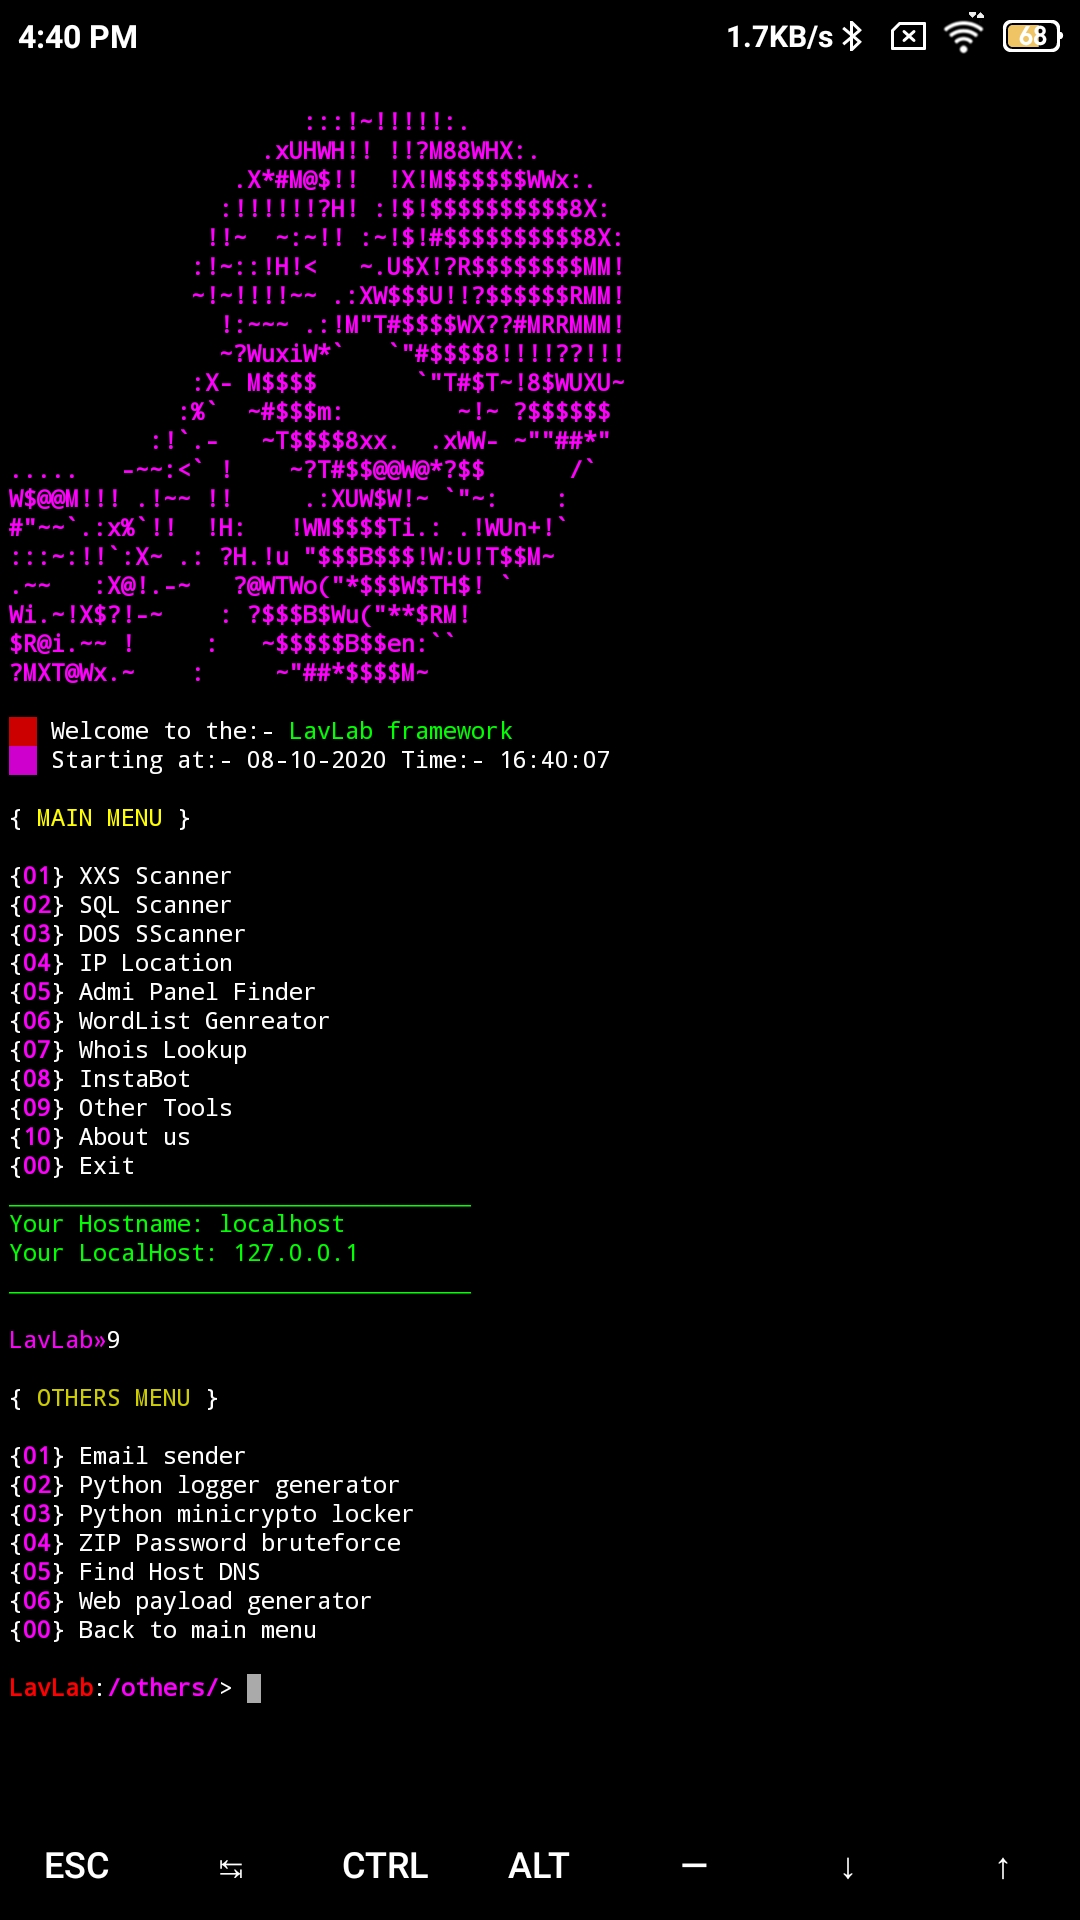 4:40 PM 1.7KB/s 68
:::!~!!!!!:.
.xUHWH!! !!?M88WHX:.
.X*#M@$!!  !X!M$$$$$$WWx:.
:!!!!!!?H! :!$!$$$$$$$$$$8X:
!!~  ~:~!! :~!$!#$$$$$$$$$$8X:
:!~::!H!<   ~.U$X!?R$$$$$$$$MM!
~!~!!!!~~ .:XW$$$U!!?$$$$$$RMM!
!:~~~ .:!M"T#$$$$WX??#MRRMMM!
~?WuxiW*`   `"#$$$$8!!!!??!!!
:X- M$$$$       `"T#$T~!8$WUXU~
:%`  ~#$$$m:        ~!~ ?$$$$$$
:!`.-   ~T$$$$8xx.  .xWW- ~""##*"
.....   -~~:<` !    ~?T#$$@@W@*?$$      /`
W$@@M!!! .!~~ !!     .:XUW$W!~ `"~:    :
#"~~`.:x%`!!  !H:   !WM$$$$Ti.: .!WUn+!`
:::~:!!`:X~ .: ?H.!u "$$$B$$$!W:U!T$$M~
.~~   :X@!.-~   ?@WTWo("*$$$W$TH$! `
Wi.~!X$?!-~    : ?$$$B$Wu("**$RM!
$R@i.~~ !     :   ~$$$$$B$$en:``
?MXT@Wx.~    :     ~"##*$$$$M~
Welcome to the:- LavLab framework
Starting at:- 08-10-2020 Time:- 16:40:07
{ MAIN MENU }
{01} XXS Scanner
{02} SQL Scanner
{03} DOS SScanner
{04} IP Location
{05} Admi Panel Finder
{06} WordList Genreator
{07} Whois Lookup
{08} InstaBot
{09} Other Tools
{10} About us
{00} Exit
_________________________________
Your Hostname: localhost
Your LocalHost: 127.0.0.1
_________________________________
LavLab»9
{ OTHERS MENU }
{01} Email sender
{02} Python logger generator
{03} Python minicrypto locker
{04} ZIP Password bruteforce
{05} Find Host DNS
{06} Web payload generator
{00} Back to main menu
LavLab:/others/>
ESC ↹ CTRL ALT – ↓ ↑